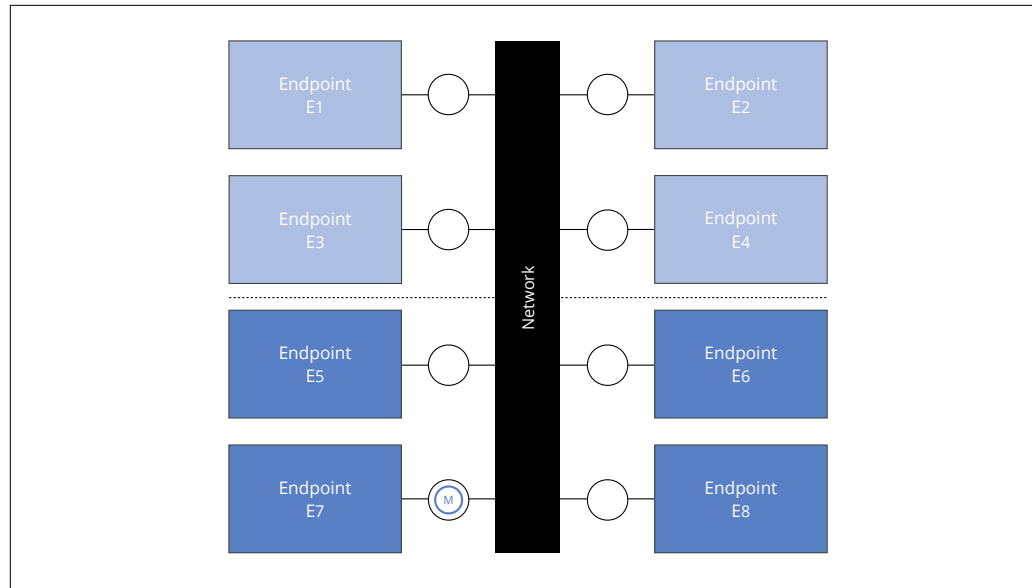 Endpoint
E1
Endpoint
E2
Endpoint
E3
Endpoint
E4
Network
Endpoint
E5
Endpoint
E6
Endpoint
E7
M
Endpoint
E8